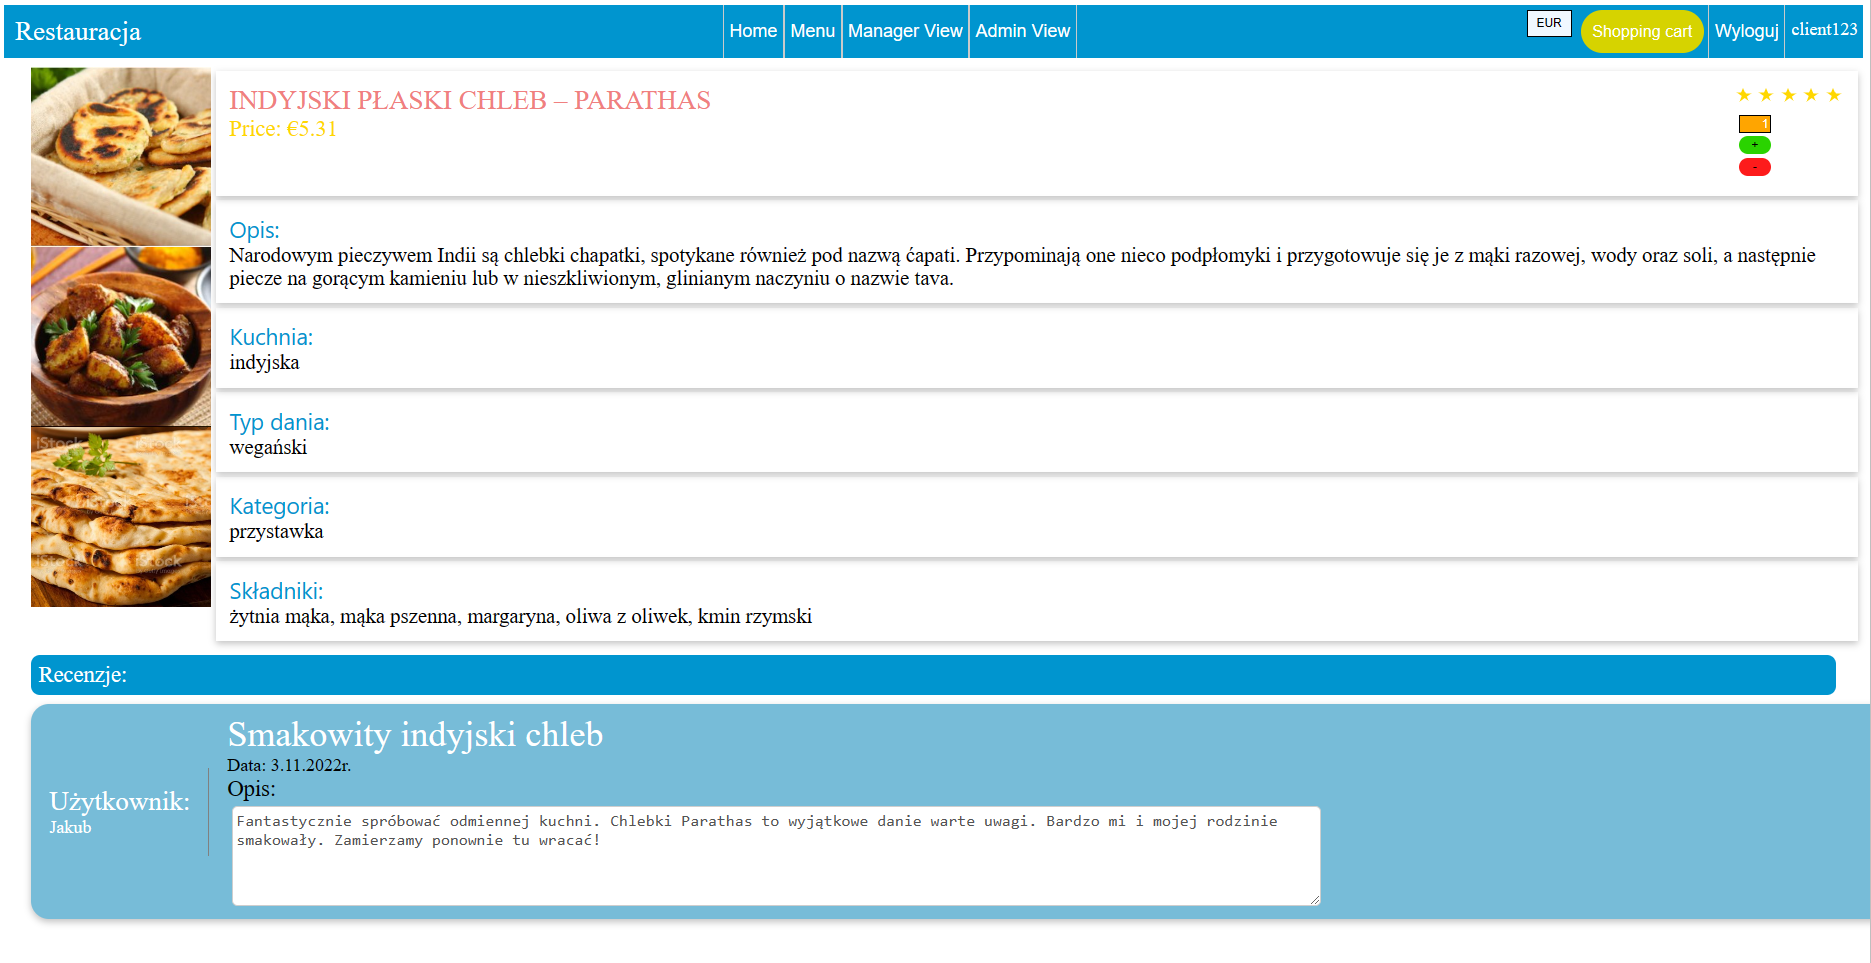 Restauracja
Home
Menu
Manager View
Admin View
EUR
Shopping cart
Wyloguj
client123
INDYJSKI PŁASKI CHLEB – PARATHAS
Price: €5.31
★ ★ ★ ★ ★
1
+
-
Opis:
Narodowym pieczywem Indii są chlebki chapatki, spotykane również pod nazwą ćapati. Przypominają one nieco podpłomyki i przygotowuje się je z mąki razowej, wody oraz soli, a następnie
piecze na gorącym kamieniu lub w nieszkliwionym, glinianym naczyniu o nazwie tava.
Kuchnia:
indyjska
Typ dania:
wegański
Kategoria:
przystawka
iStock
iStock
iStock
Składniki:
żytnia mąka, mąka pszenna, margaryna, oliwa z oliwek, kmin rzymski
Recenzje:
Użytkownik:
Jakub
Smakowity indyjski chleb
Data: 3.11.2022r.
Opis:
Fantastycznie spróbować odmiennej kuchni. Chlebki Parathas to wyjątkowe danie warte uwagi. Bardzo mi i mojej rodzinie
smakowały. Zamierzamy ponownie tu wracać!